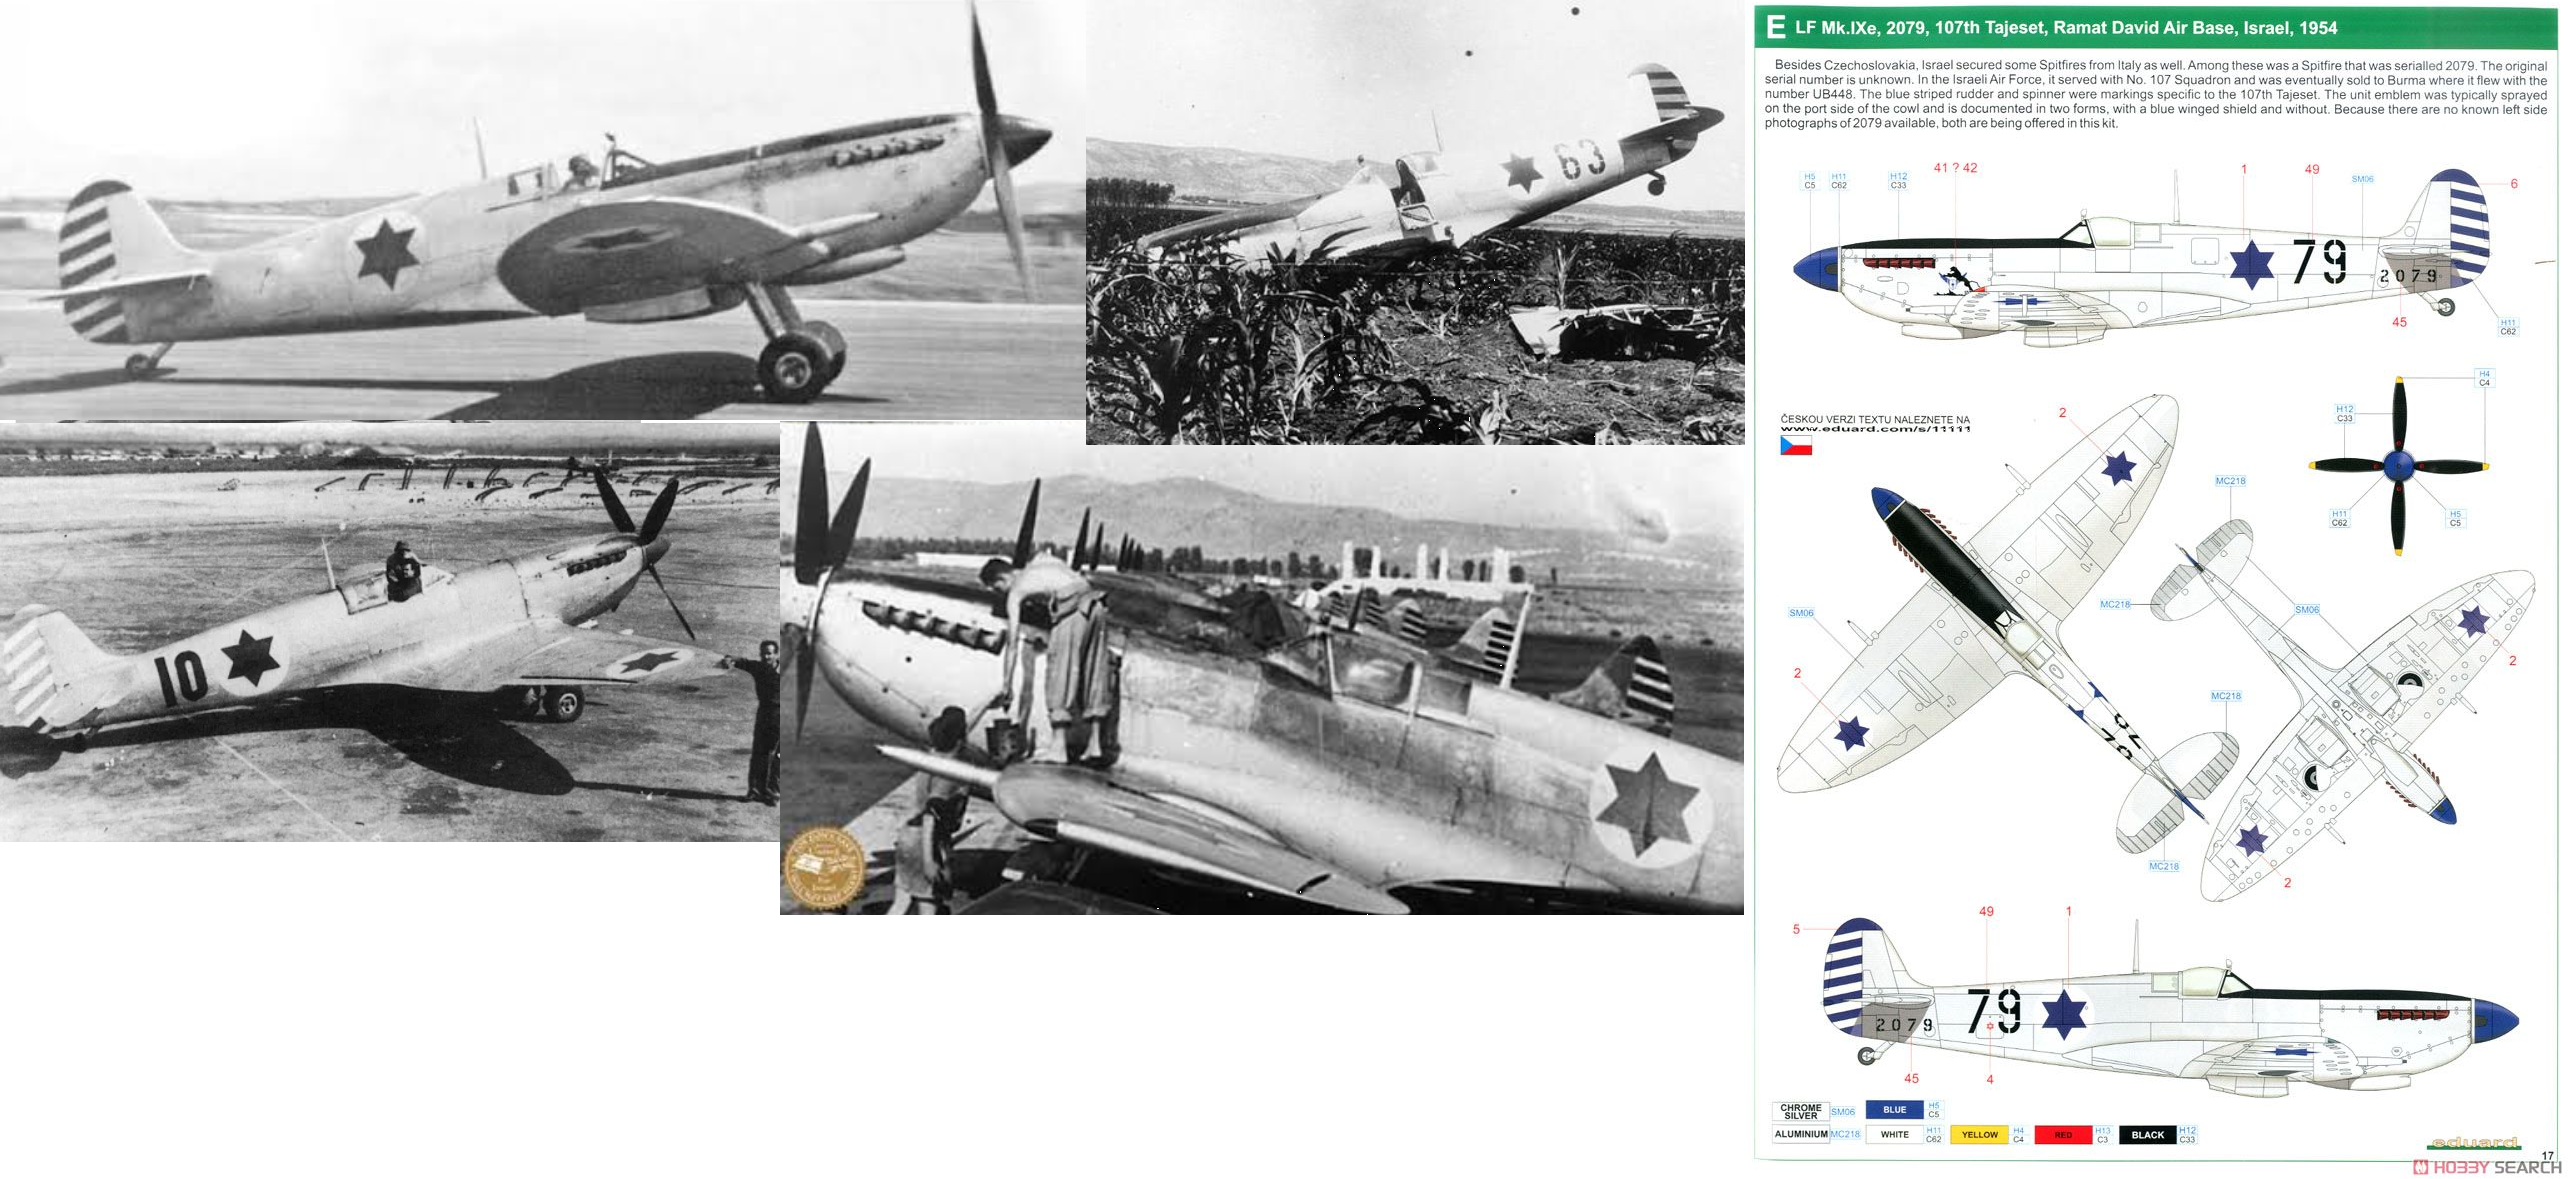 63
10
E LF Mk.IXe, 2079, 107th Tajeset, Ramat David Air Base, Israel, 1954
Besides Czechoslovakia, Israel secured some Spitfires from Italy as well. Among these was a Spitfire that was serialled 2079. The original
serial number is unknown. In the Israeli Air Force, it served with No. 107 Squadron and was eventually sold to Burma where it flew with the
number UB448. The blue striped rudder and spinner were markings specific to the 107th Tajeset. The unit emblem was typically sprayed
on the port side of the cowl and is documented in two forms, with a blue winged shield and without. Because there are no known left side
photographs of 2079 available, both are being offered in this kit.
H5 C5
H11 C62
H12 C33
41 ? 42
1
49
SM06
6
79
2079
45
H11 C62
ČESKOU VERZI TEXTU NALEZNETE NA
www.eduard.com/s/11111
2
H4 C4
H12 C33
H11 C62
H5 C5
MC218
MC218
SM06
SM06
2
2
79
79
MC218
MC218
2
5
49
1
2079
79
45
4
CHROME SILVER SM06
BLUE H5 C5
ALUMINIUM MC218
WHITE H11 C62
YELLOW H4 C4
RED H13 C3
BLACK H12 C33
eduard
17
HOBBY SEARCH